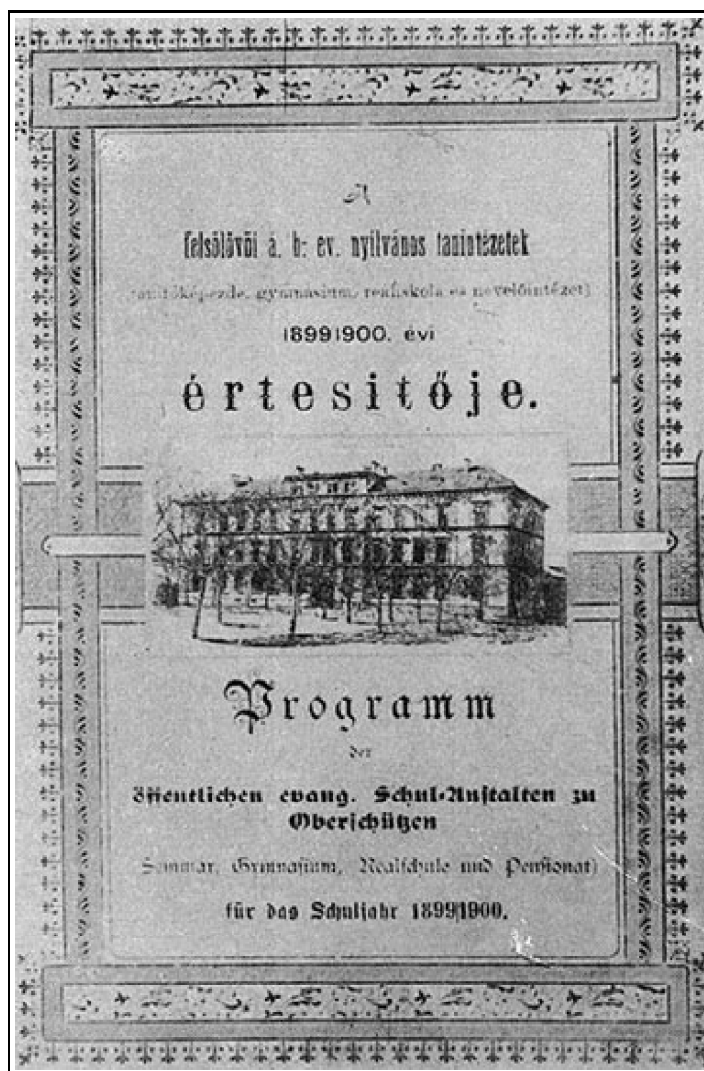 A
felsőlövői á. h. ev. nyilvános tanintézetek
(tanítóképezde, gymnasium, reáliskola és nevelőintézet)
1899|1900. évi
értesitője.
Programm
der
öffentlichen evang. Schul-Anstalten zu
Oberschützen
(Seminar, Gymnasium, Realschule und Pensionat)
für das Schuljahr 1899|1900.